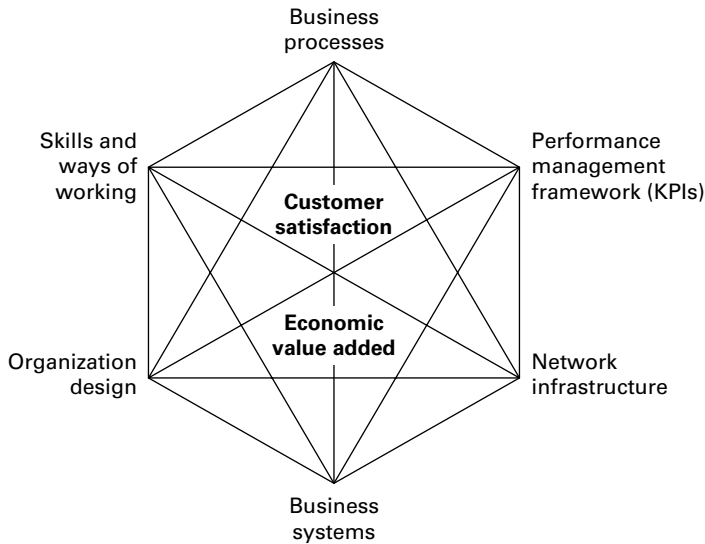 Business
processes
Skills and
ways of
working
Performance
management
framework (KPIs)
Customer
satisfaction
Economic
value added
Organization
design
Network
infrastructure
Business
systems